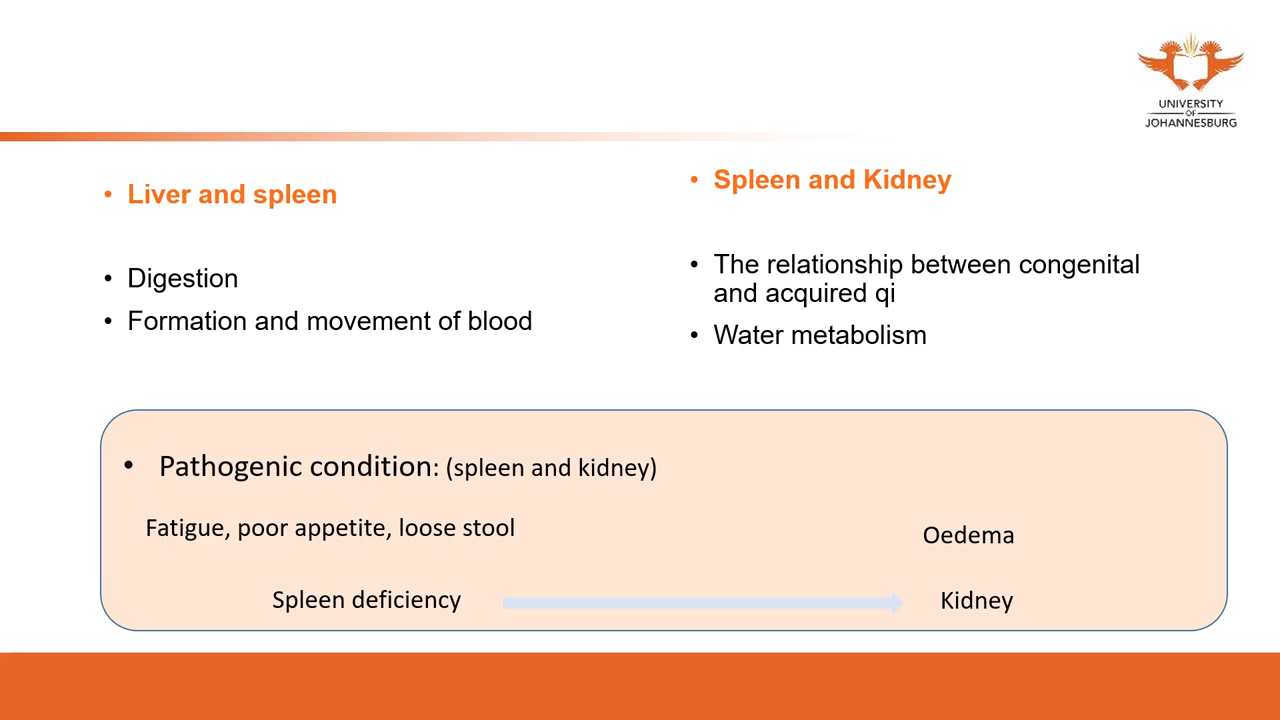 UNIVERSITY
OF
JOHANNESBURG
• Liver and spleen
• Digestion
• Formation and movement of blood
• Spleen and Kidney
• The relationship between congenital
and acquired qi
• Water metabolism
• Pathogenic condition: (spleen and kidney)
Fatigue, poor appetite, loose stool
Oedema
Spleen deficiency
Kidney